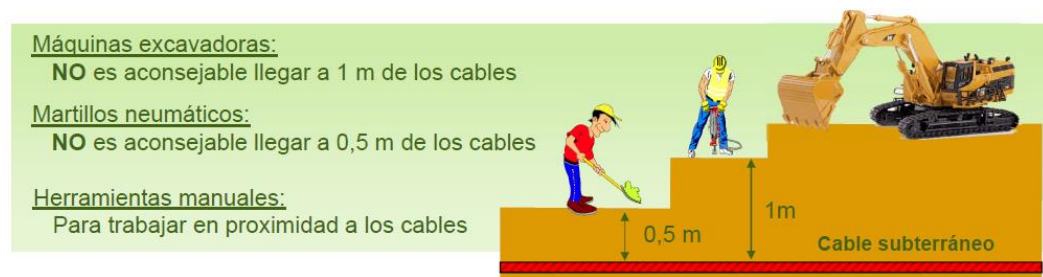 Máquinas excavadoras:
NO es aconsejable llegar a 1 m de los cables
Martillos neumáticos:
NO es aconsejable llegar a 0,5 m de los cables
Herramientas manuales:
Para trabajar en proximidad a los cables
0,5 m
1m
Cable subterráneo